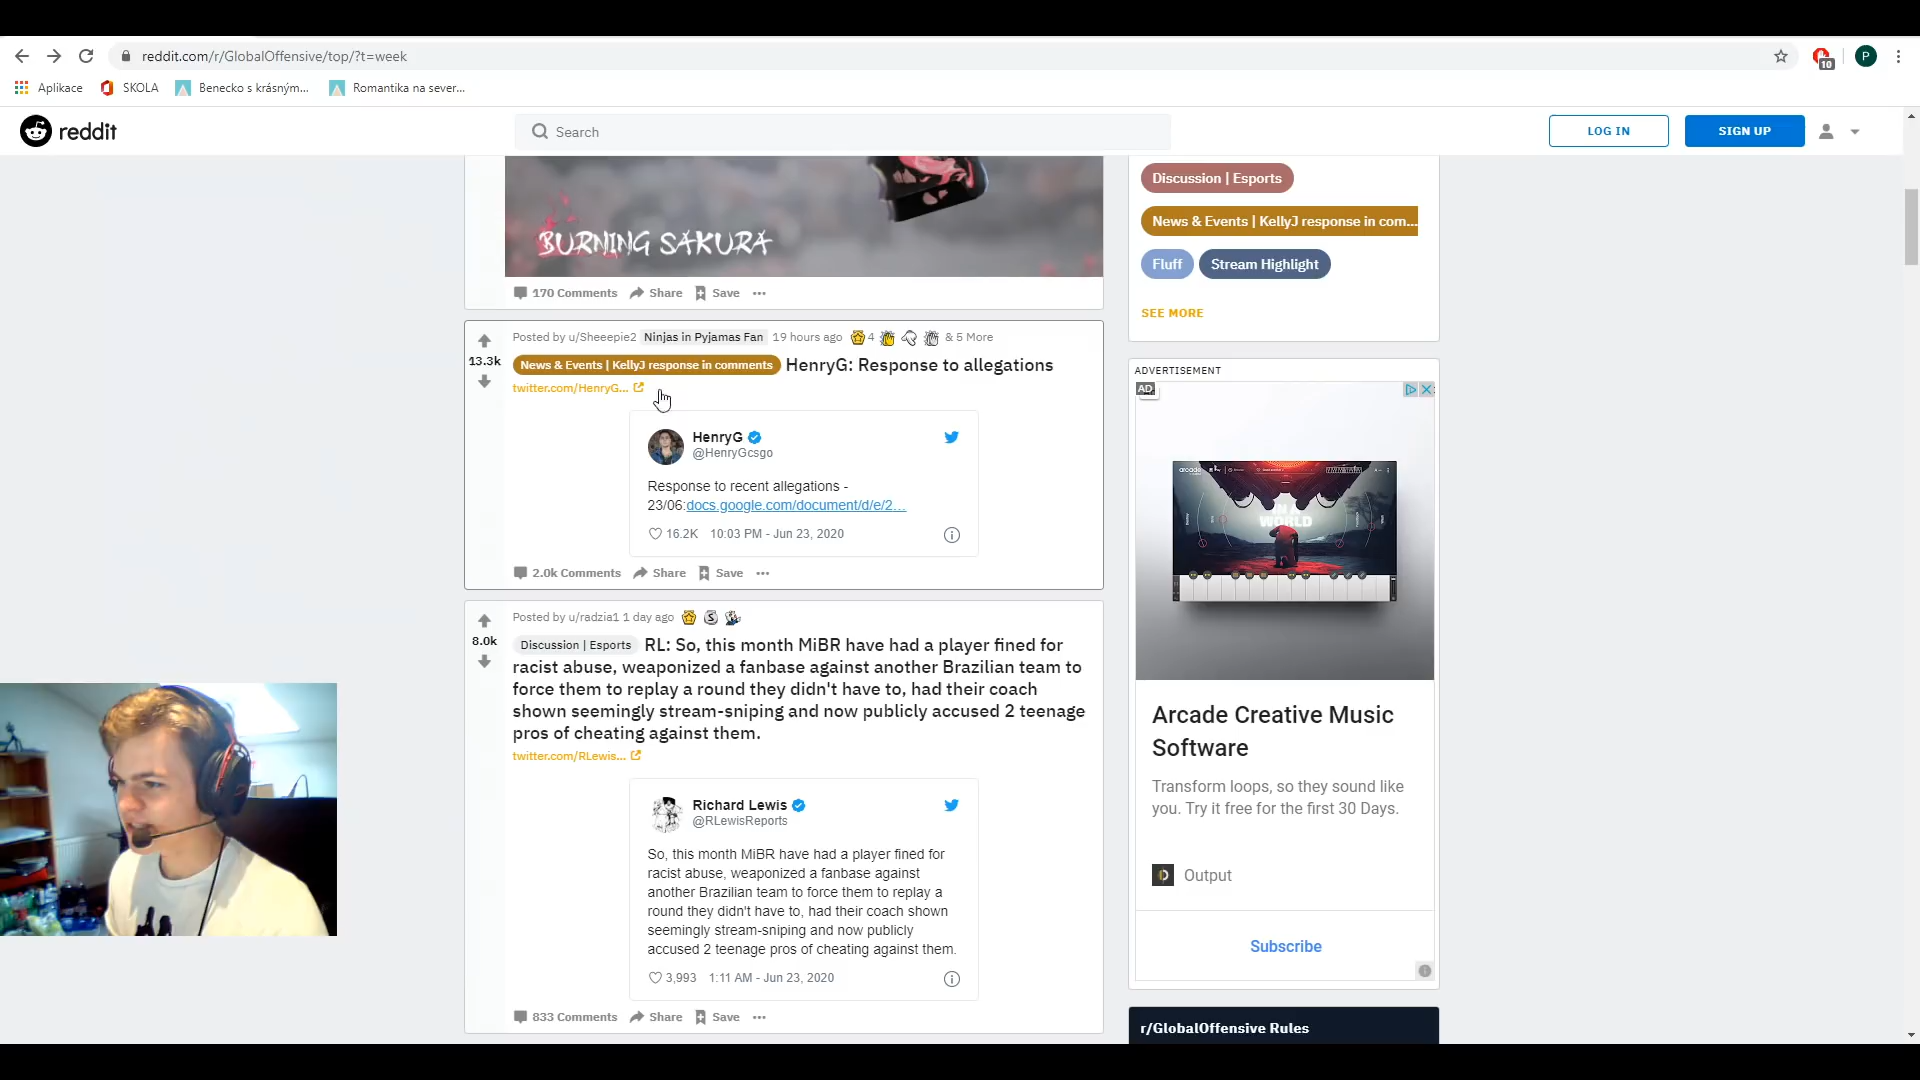 reddit.com/r/GlobalOffensive/top/?t=week
10
P
Aplikace
SKOLA
Benecko s krásným...
Romantika na sever...
reddit
Search
LOG IN
SIGN UP
BURNING SAKURA
170 Comments Share Save
Posted by u/Sheeepie2 Ninjas in Pyjamas Fan 19 hours ago 4 & 5 More
13.3k
News & Events | KellyJ response in comments HenryG: Response to allegations
twitter.com/HenryG...
HenryG
@HenryGcsgo
Response to recent allegations -
23/06:docs.google.com/document/d/e/2…
16.2K 10:03 PM - Jun 23, 2020
2.0k Comments Share Save
Posted by u/radzia1 1 day ago
8.0k
Discussion | Esports RL: So, this month MiBR have had a player fined for
racist abuse, weaponized a fanbase against another Brazilian team to
force them to replay a round they didn't have to, had their coach
shown seemingly stream-sniping and now publicly accused 2 teenage
pros of cheating against them.
twitter.com/RLewis...
Richard Lewis
@RLewisReports
So, this month MiBR have had a player fined for
racist abuse, weaponized a fanbase against
another Brazilian team to force them to replay a
round they didn't have to, had their coach shown
seemingly stream-sniping and now publicly
accused 2 teenage pros of cheating against them.
3,993 1:11 AM - Jun 23, 2020
833 Comments Share Save
Discussion | Esports
News & Events | KellyJ response in com...
Fluff
Stream Highlight
SEE MORE
ADVERTISEMENT
AD
arcade
IN A
WORLD
Arcade Creative Music
Software
Transform loops, so they sound like
you. Try it free for the first 30 Days.
Output
Subscribe
r/GlobalOffensive Rules